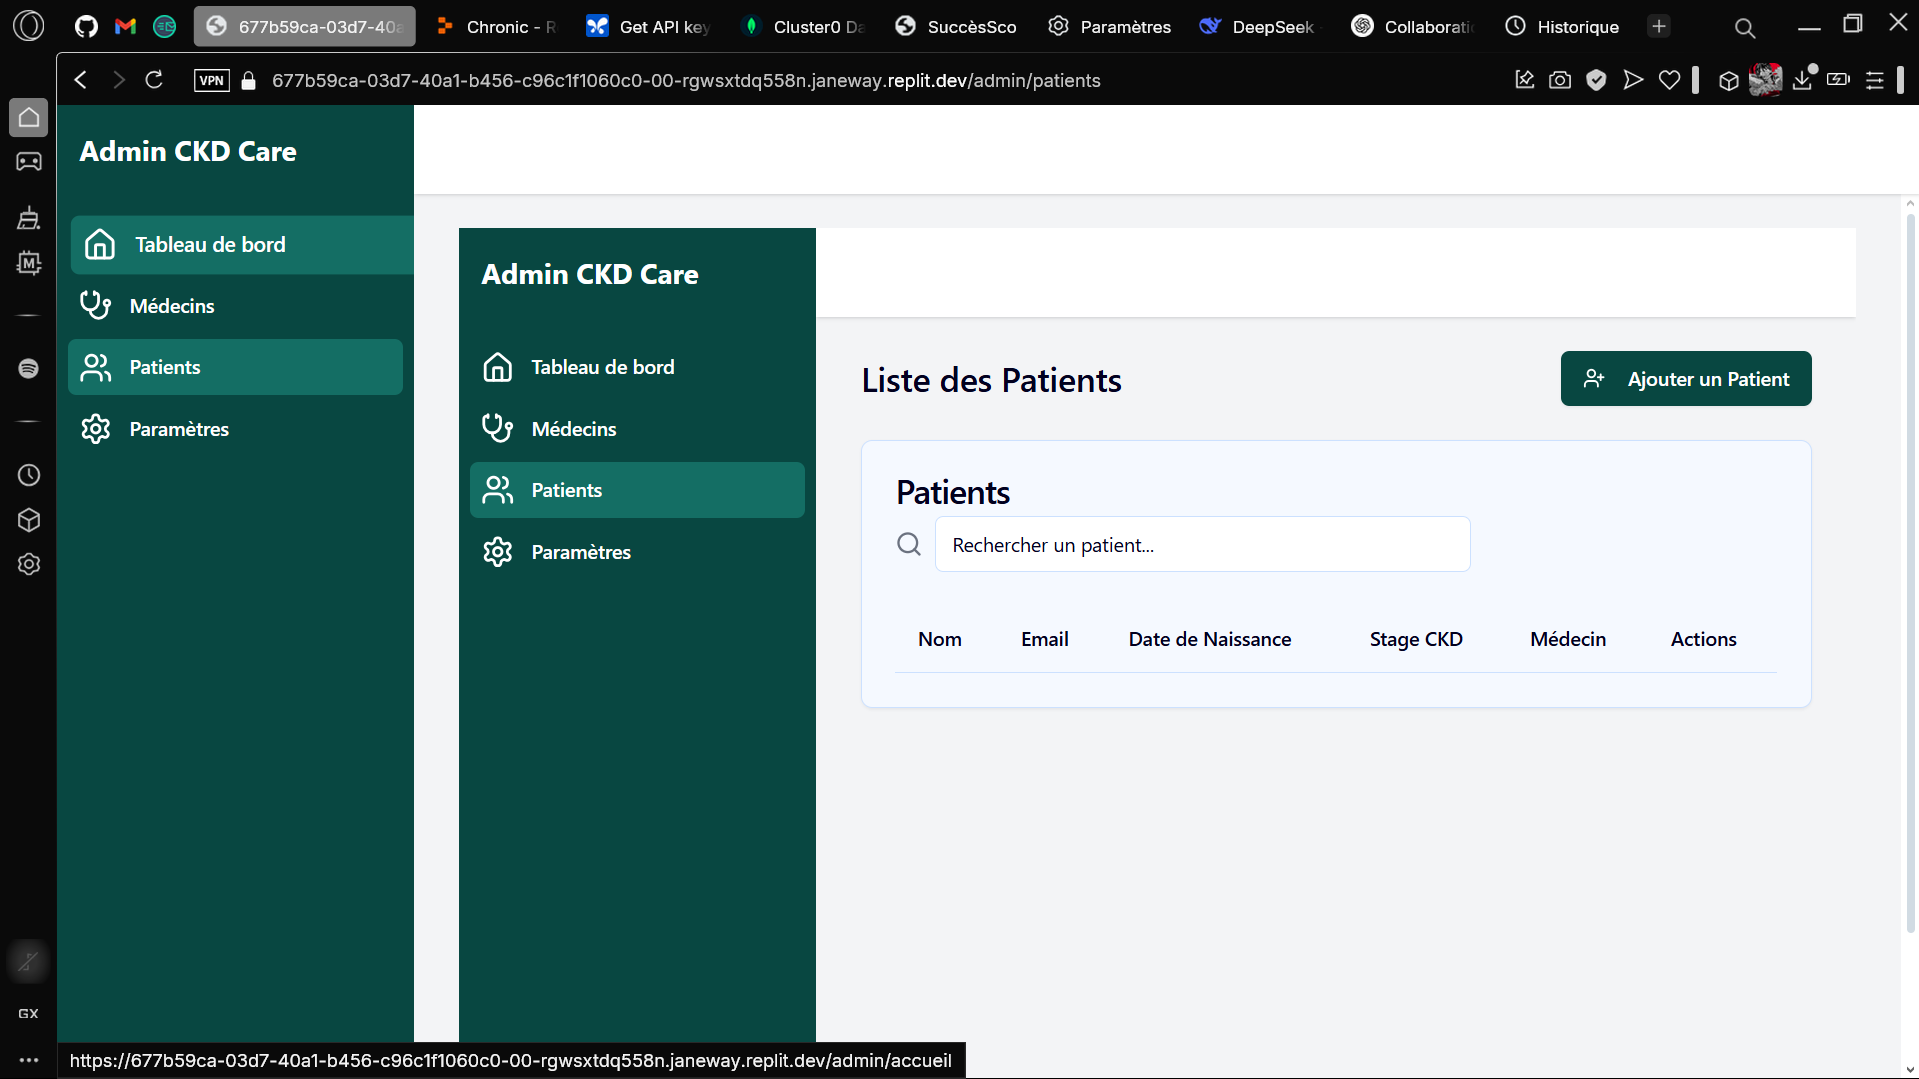 677b59ca-03d7-40a
Chronic - R
Get API key
Cluster0 Da
SuccèsSco
Paramètres
DeepSeek
Collaboratio
Historique
VPN
677b59ca-03d7-40a1-b456-c96c1f1060c0-00-rgwsxtdq558n.janeway.replit.dev/admin/patients
Admin CKD Care
Tableau de bord
Médecins
Patients
Paramètres
Admin CKD Care
Tableau de bord
Médecins
Patients
Paramètres
Liste des Patients
Ajouter un Patient
Patients
Rechercher un patient...
Nom Email Date de Naissance Stage CKD Médecin Actions
M
GX
https://677b59ca-03d7-40a1-b456-c96c1f1060c0-00-rgwsxtdq558n.janeway.replit.dev/admin/accueil